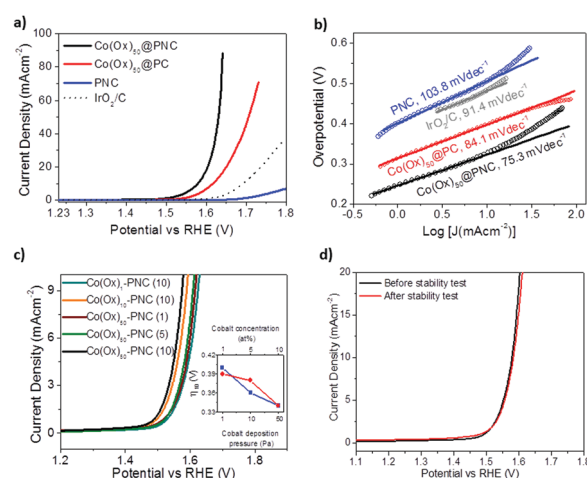 a)
Current Density (mAcm⁻²)
100
80
60
40
20
0
Co(Ox)₅₀@PNC
Co(Ox)₅₀@PC
PNC
IrO₂/C
1.23 1.3 1.4 1.5 1.6 1.7 1.8
Potential vs RHE (V)
b)
Overpotential (V)
0.6
0.5
0.4
0.3
0.2
PNC, 103.8 mVdec⁻¹
IrO₂/C, 91.4 mVdec⁻¹
Co(Ox)₅₀@PC, 84.1 mVdec⁻¹
Co(Ox)₅₀@PNC, 75.3 mVdec⁻¹
-0.5 0.0 0.5 1.0 1.5 2.0
Log [J(mAcm⁻²)]
c)
Current Density (mAcm⁻²)
9
6
3
0
Co(Ox)₁-PNC (10)
Co(Ox)₁₀-PNC (10)
Co(Ox)₅₀-PNC (1)
Co(Ox)₅₀-PNC (5)
Co(Ox)₅₀-PNC (10)
Cobalt concentration
(at%)
1 5 10
η₁₀ (V)
0.42
0.39
0.36
0.33
1 10 50
Cobalt deposition
pressure (Pa)
1.2 1.4 1.6 1.8
Potential vs RHE (V)
d)
Current Density (mAcm⁻²)
20
15
10
5
0
Before stability test
After stability test
1.1 1.2 1.3 1.4 1.5 1.6 1.7 1.8
Potential vs RHE (V)